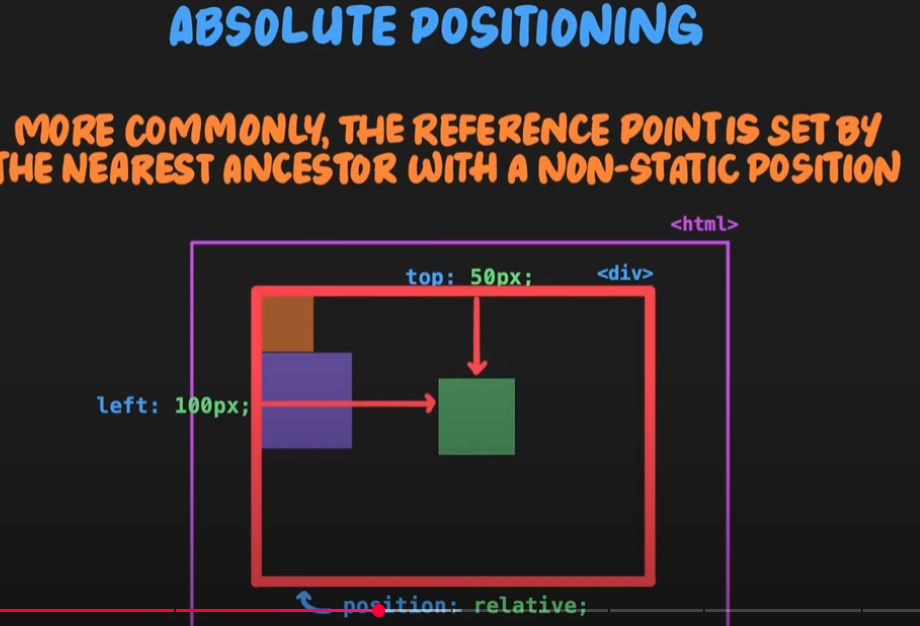 ABSOLUTE POSITIONING
MORE COMMONLY, THE REFERENCE POINT IS SET BY
THE NEAREST ANCESTOR WITH A NON-STATIC POSITION
<html>
top: 50px;
<div>
left: 100px;
position: relative;